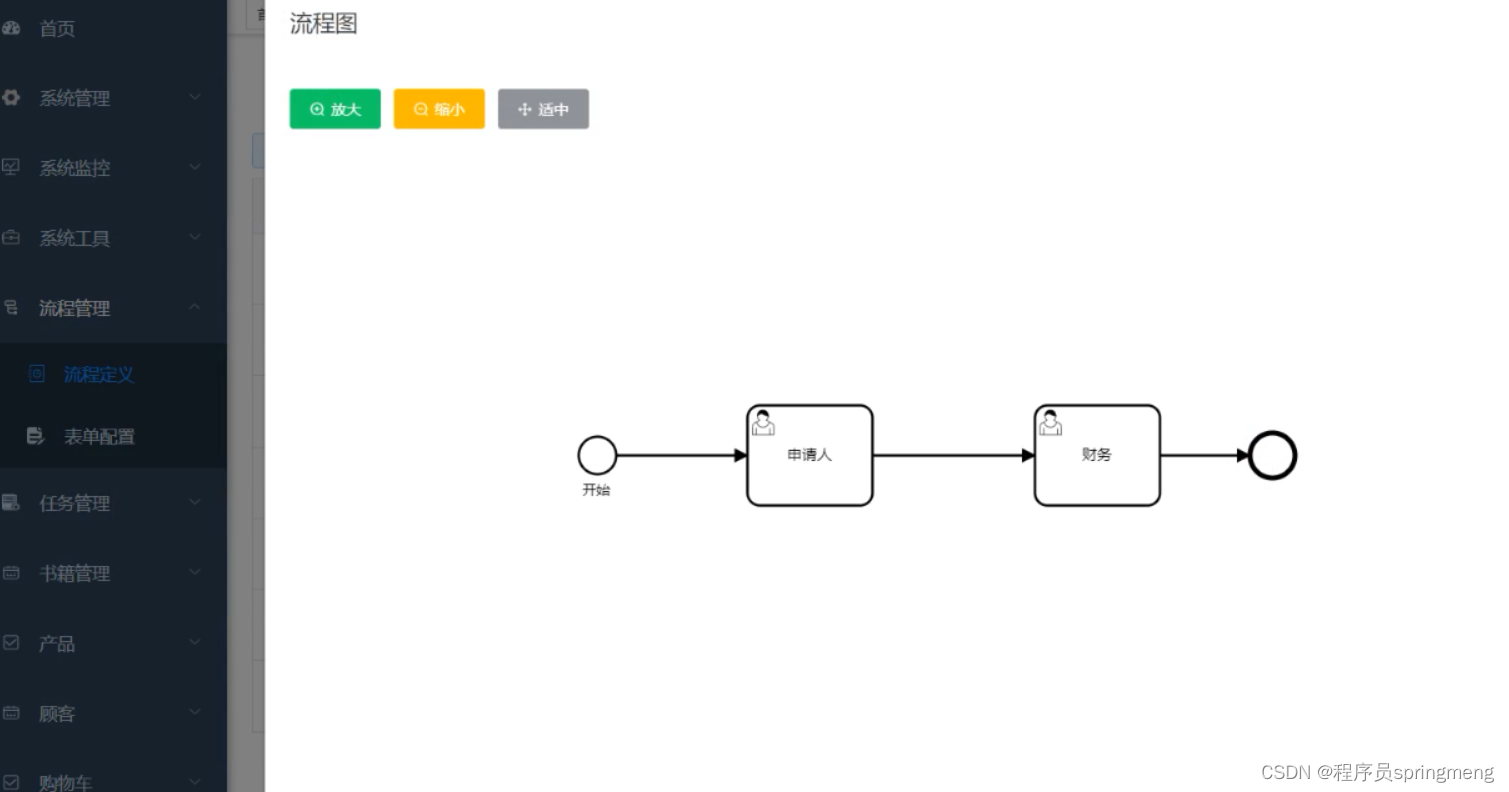 首页
系统管理
系统监控
系统工具
流程管理
流程定义
表单配置
任务管理
书籍管理
产品
顾客
购物车
流程图
放大
缩小
适中
开始
申请人
财务
CSDN @程序员springmeng